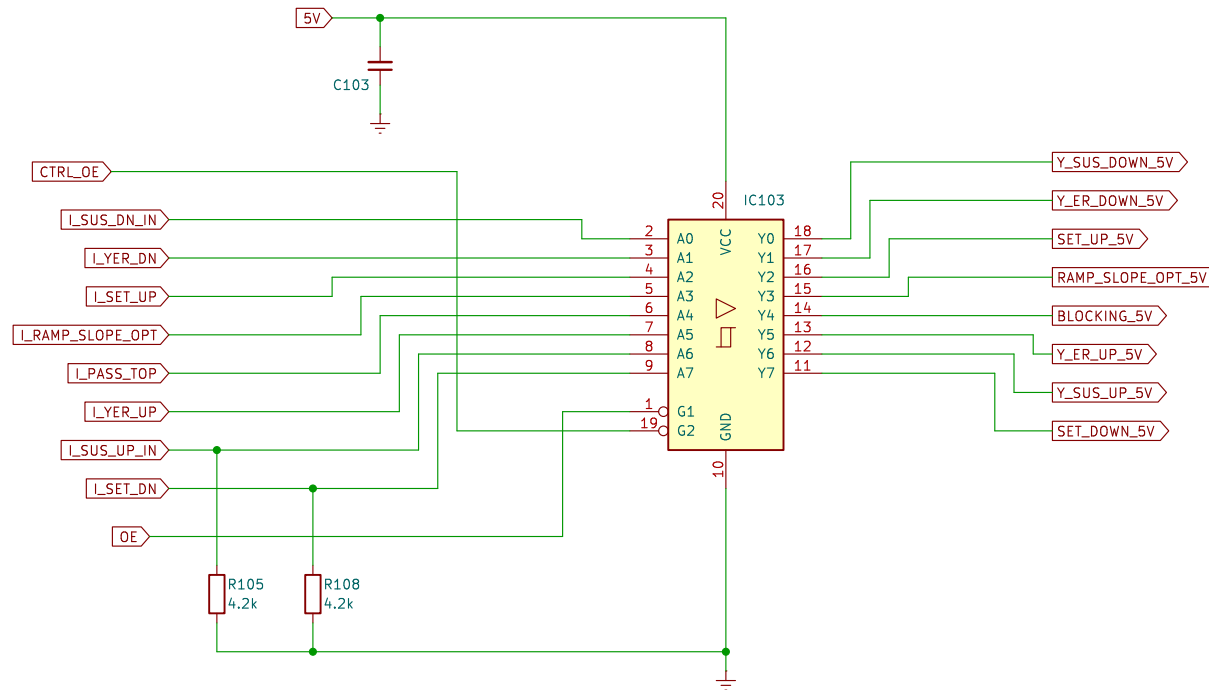 5V
C103
CTRL_OE
I_SUS_DN_IN
I_YER_DN
I_SET_UP
I_RAMP_SLOPE_OPT
I_PASS_TOP
I_YER_UP
I_SUS_UP_IN
I_SET_DN
OE
R105
4.2k
R108
4.2k
IC103
20
VCC
2 A0 Y0 18
3 A1 Y1 17
4 A2 Y2 16
5 A3 Y3 15
6 A4 Y4 14
7 A5 Y5 13
8 A6 Y6 12
9 A7 Y7 11
1 G1
19 G2
GND
10
Y_SUS_DOWN_5V
Y_ER_DOWN_5V
SET_UP_5V
RAMP_SLOPE_OPT_5V
BLOCKING_5V
Y_ER_UP_5V
Y_SUS_UP_5V
SET_DOWN_5V